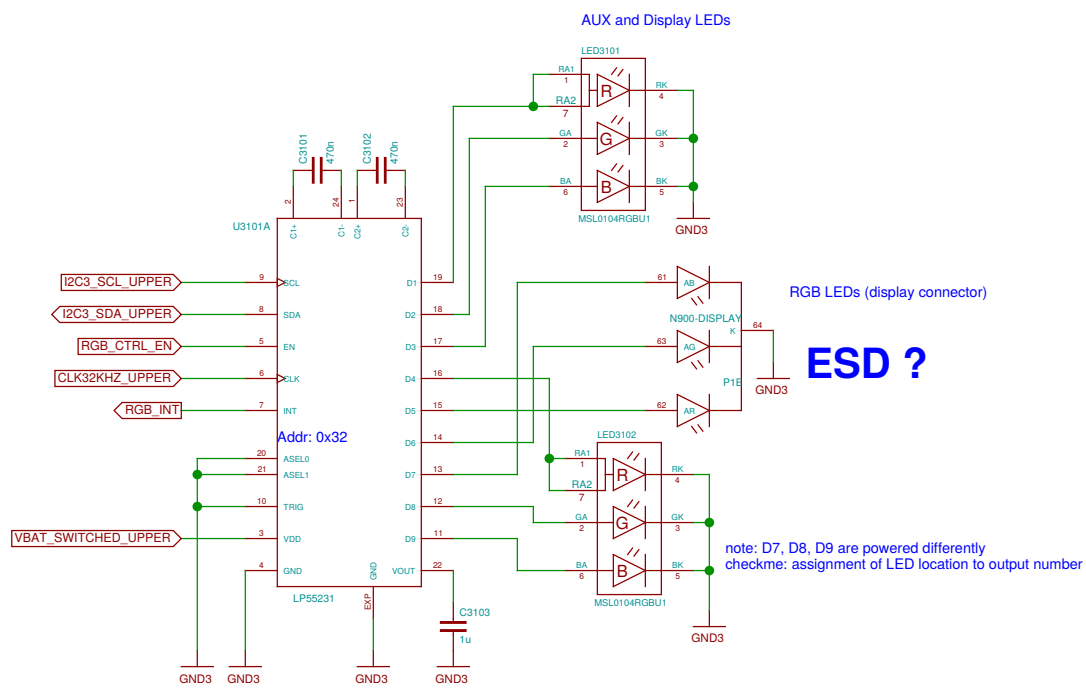 AUX and Display LEDs
LED3101
RA1
1
RA2
7
R
RK
4
GA
2
G
GK
3
BA
6
B
BK
5
MSL0104RGBU1
GND3
C3101
470n
C3102
470n
2
24
1
23
U3101A
C1+
C1-
C2+
C2-
I2C3_SCL_UPPER
9
SCL
I2C3_SDA_UPPER
8
SDA
RGB_CTRL_EN
5
EN
CLK32KHZ_UPPER
6
CLK
RGB_INT
7
INT
Addr: 0x32
20
ASEL0
21
ASEL1
10
TRIG
VBAT_SWITCHED_UPPER
3
VDD
4
GND
GND
EXP
LP55231
D1
19
D2
18
D3
17
D4
16
D5
15
D6
14
D7
13
D8
12
D9
11
VOUT
22
C3103
1u
GND3
GND3
GND3
GND3
61
AB
RGB LEDs (display connector)
N900-DISPLAY
63
AG
K
64
ESD ?
P1E
GND3
62
AR
LED3102
RA1
1
RA2
7
R
RK
4
GA
2
G
GK
3
BA
6
B
BK
5
MSL0104RGBU1
GND3
note: D7, D8, D9 are powered differently
checkme: assignment of LED location to output number